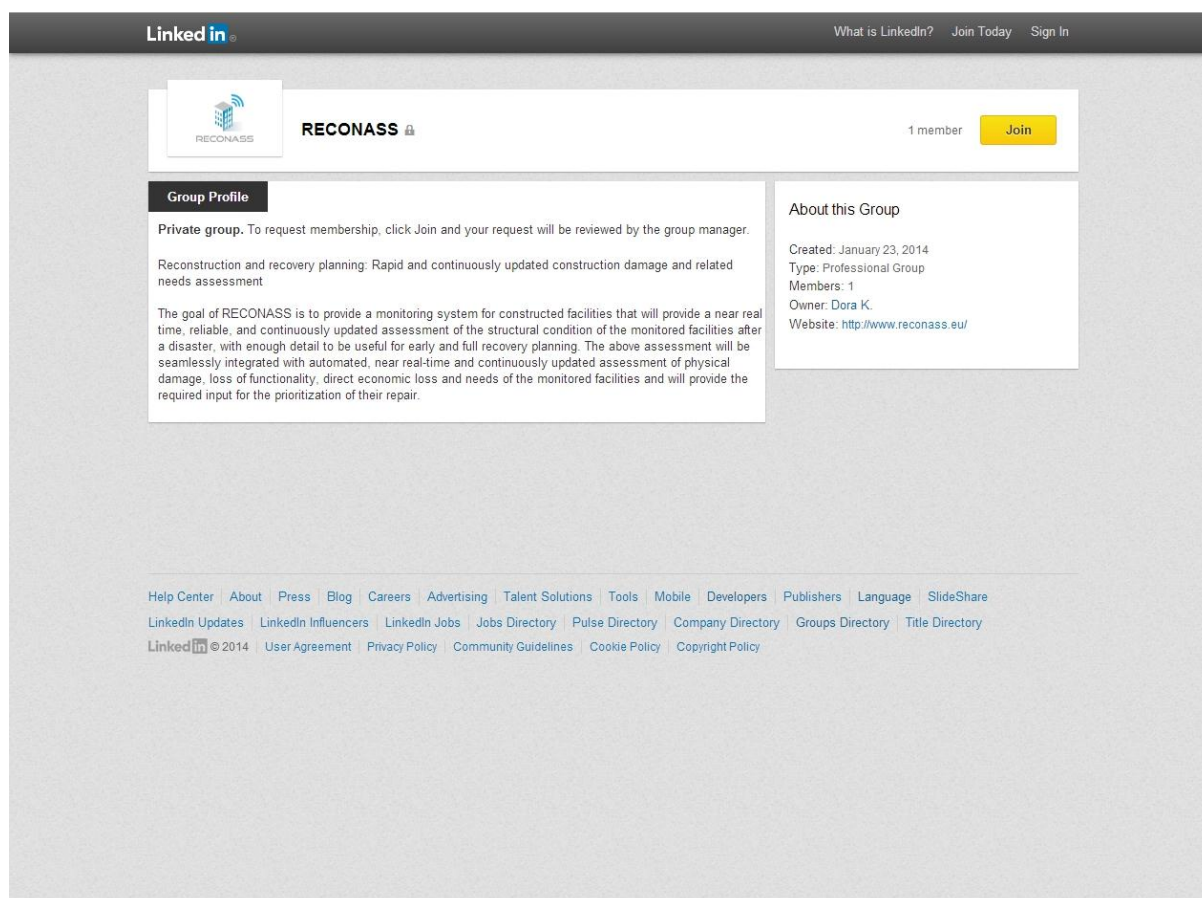 Linked in ®
What is LinkedIn? Join Today Sign In
RECONASS
RECONASS
1 member
Join
Group Profile
Private group. To request membership, click Join and your request will be reviewed by the group manager.
Reconstruction and recovery planning: Rapid and continuously updated construction damage and related
needs assessment
The goal of RECONASS is to provide a monitoring system for constructed facilities that will provide a near real
time, reliable, and continuously updated assessment of the structural condition of the monitored facilities after
a disaster, with enough detail to be useful for early and full recovery planning. The above assessment will be
seamlessly integrated with automated, near real-time and continuously updated assessment of physical
damage, loss of functionality, direct economic loss and needs of the monitored facilities and will provide the
required input for the prioritization of their repair.
About this Group
Created: January 23, 2014
Type: Professional Group
Members: 1
Owner: Dora K.
Website: http://www.reconass.eu/
Help Center About Press Blog Careers Advertising Talent Solutions Tools Mobile Developers Publishers Language SlideShare
LinkedIn Updates LinkedIn Influencers LinkedIn Jobs Jobs Directory Pulse Directory Company Directory Groups Directory Title Directory
Linked in © 2014 User Agreement Privacy Policy Community Guidelines Cookie Policy Copyright Policy